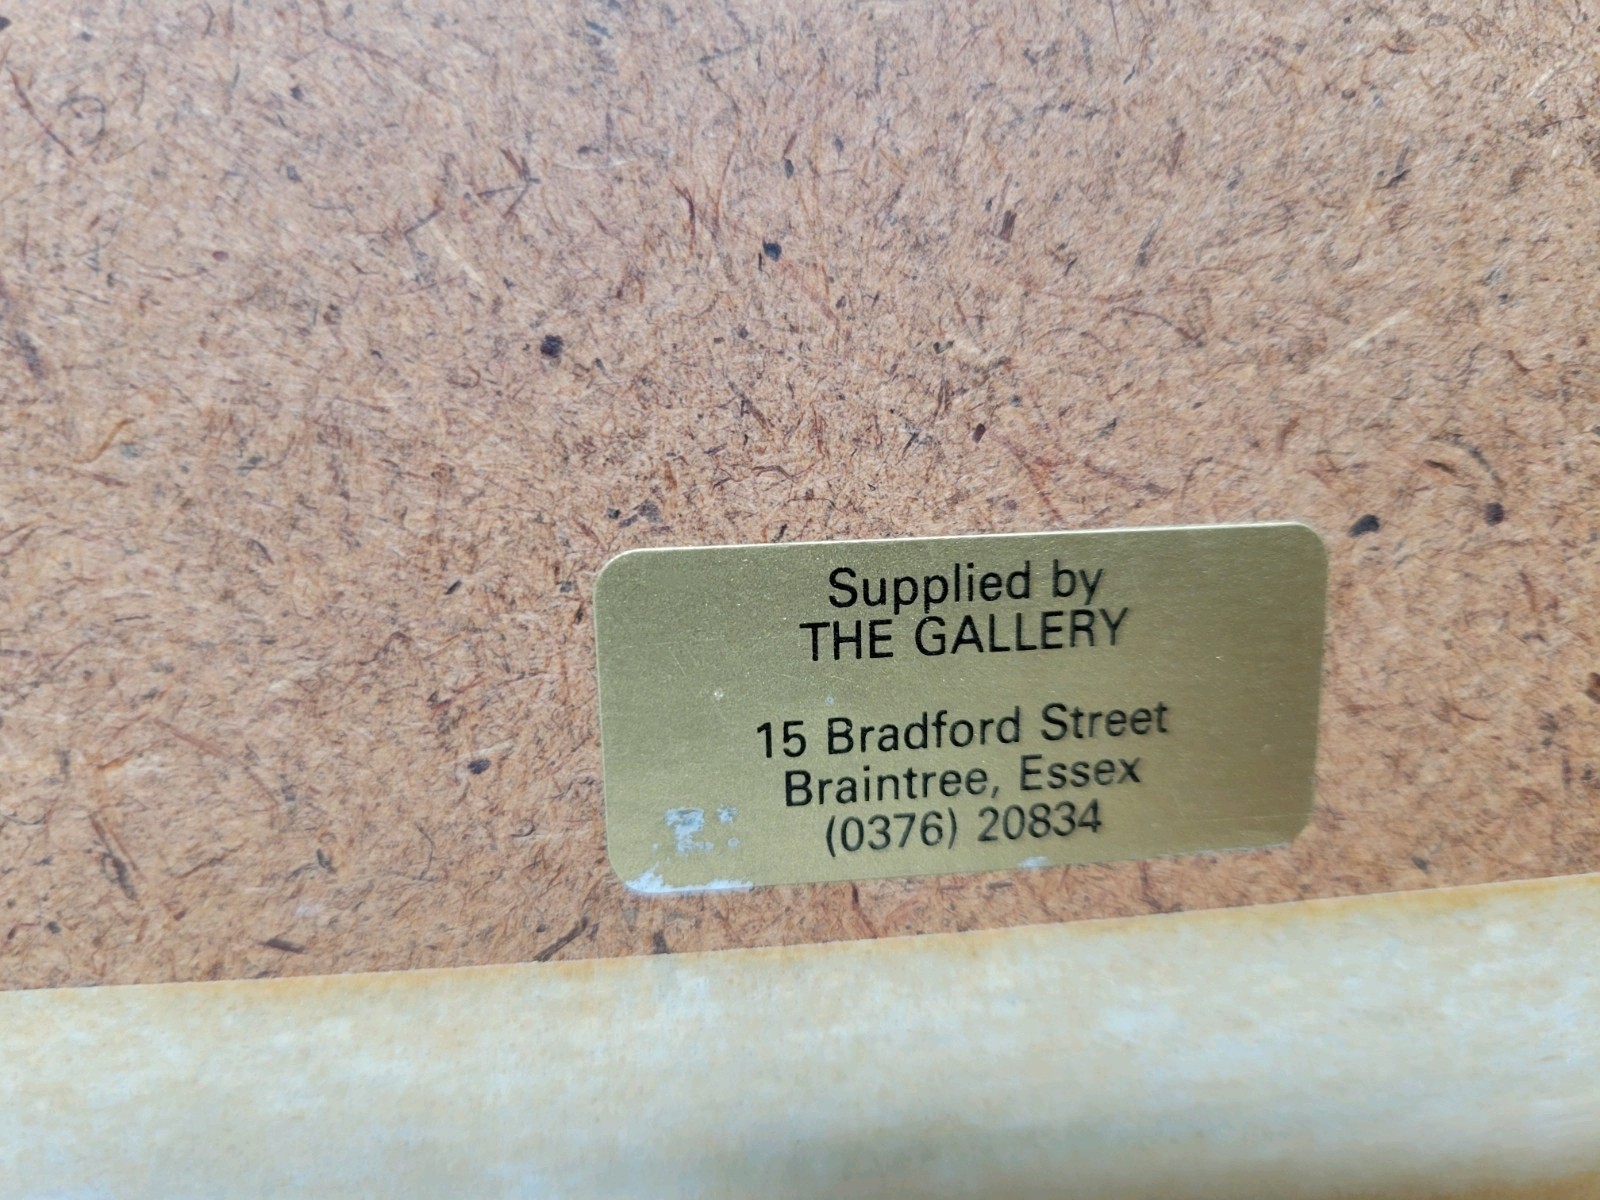 Supplied by
THE GALLERY
15 Bradford Street
Braintree, Essex
(0376) 20834